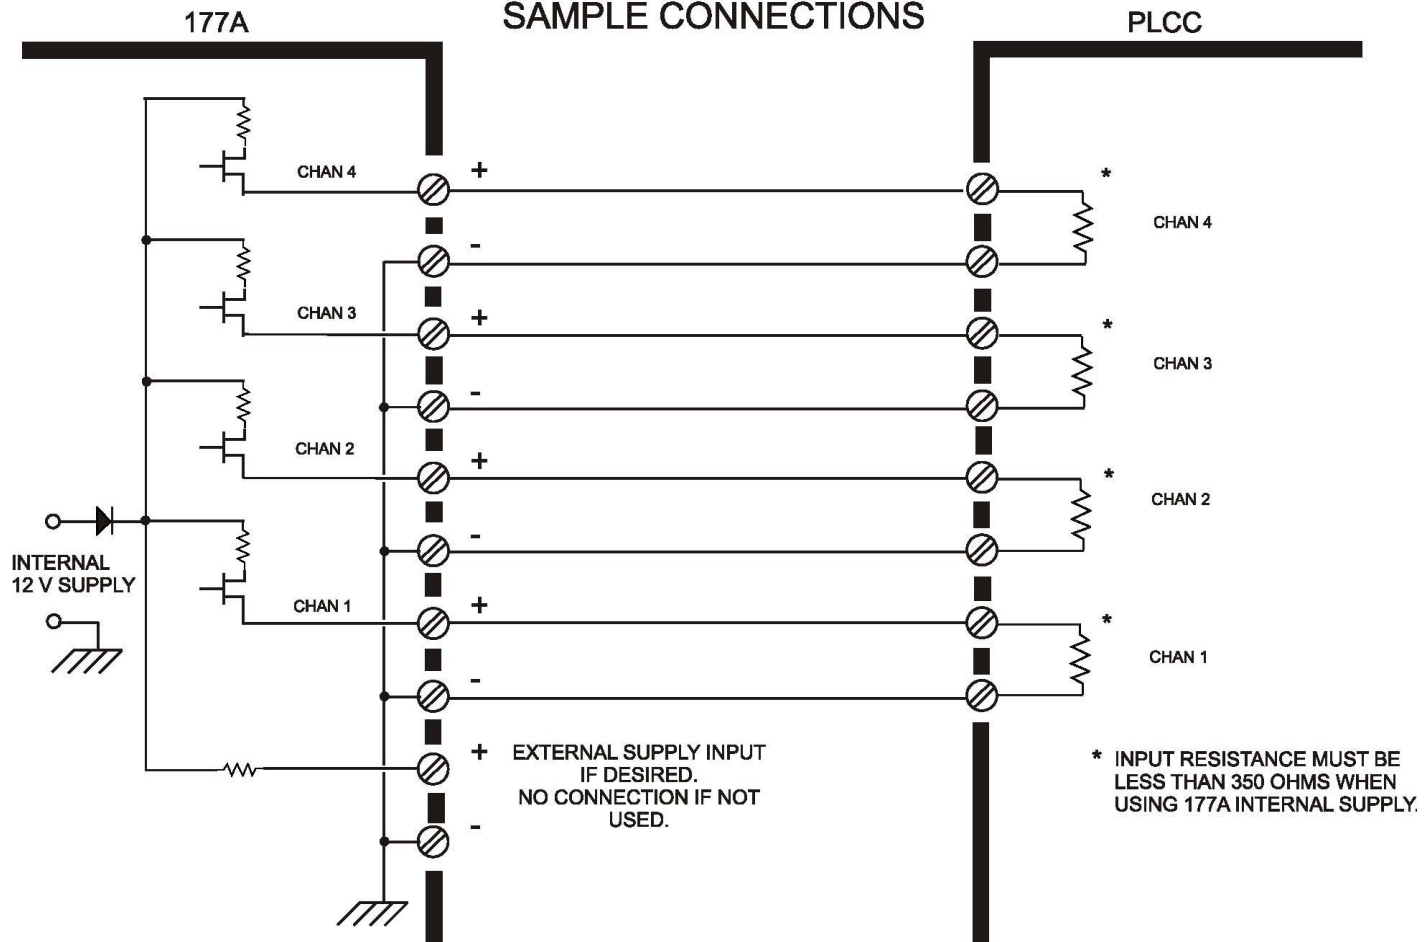 177A
SAMPLE CONNECTIONS
PLCC
CHAN 4
+
*
CHAN 4
-
CHAN 3
+
*
CHAN 3
-
CHAN 2
+
*
CHAN 2
-
INTERNAL
12 V SUPPLY
CHAN 1
+
*
CHAN 1
-
+
EXTERNAL SUPPLY INPUT
IF DESIRED.
NO CONNECTION IF NOT
USED.
-
* INPUT RESISTANCE MUST BE
LESS THAN 350 OHMS WHEN
USING 177A INTERNAL SUPPLY.